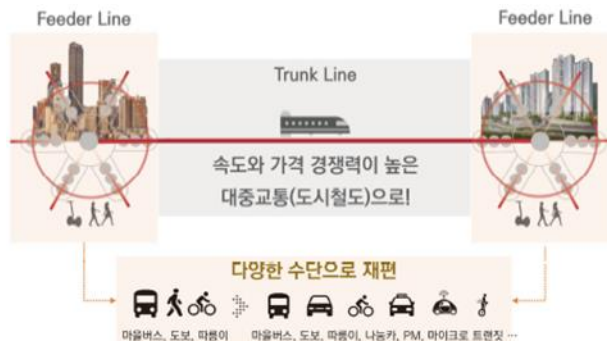 Feeder Line
Feeder Line
Trunk Line
속도와 가격 경쟁력이 높은
대중교통(도시철도)으로!
다양한 수단으로 재편
마을버스, 도보, 따릉이
마을버스, 도보, 따릉이, 나눔카, PM, 마이크로 트랜짓 ···